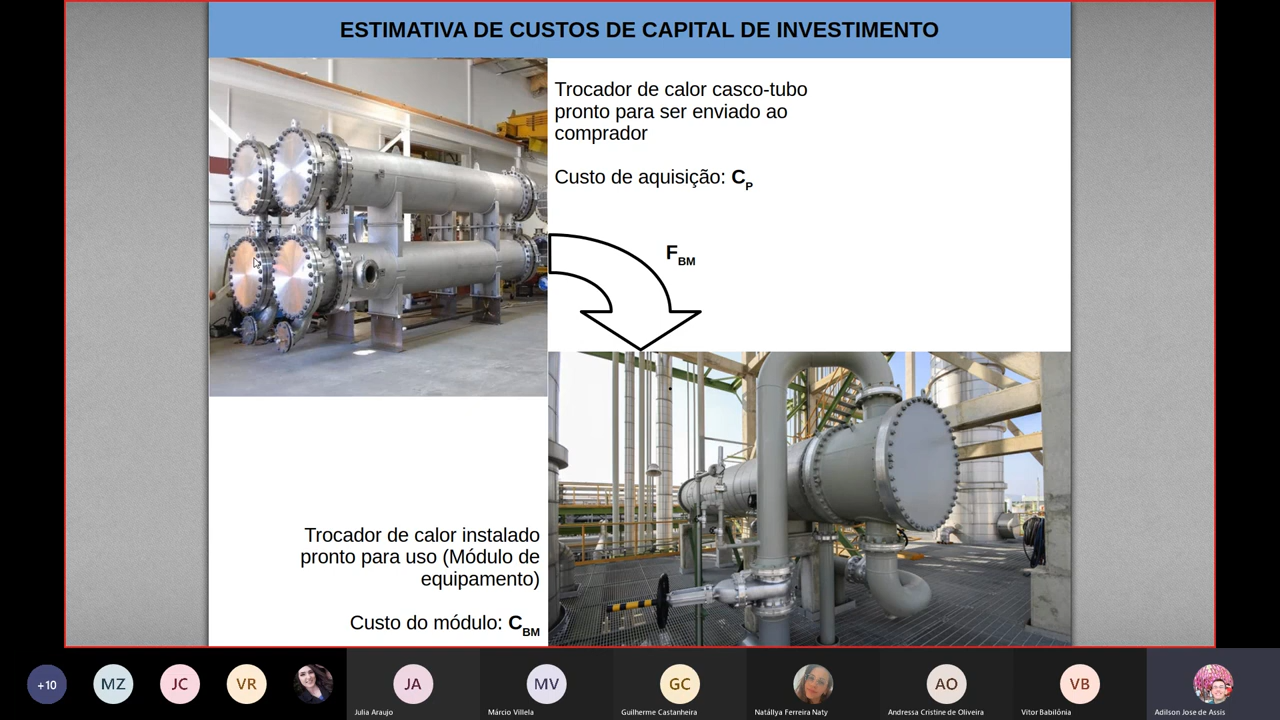 ESTIMATIVA DE CUSTOS DE CAPITAL DE INVESTIMENTO
Trocador de calor casco-tubo
pronto para ser enviado ao
comprador
Custo de aquisição: CP
FBM
Trocador de calor instalado
pronto para uso (Módulo de
equipamento)
Custo do módulo: CBM
+10
MZ
JC
VR
JA
Julia Araujo
MV
Márcio Villela
GC
Guilherme Castanheira
Natállya Ferreira Naty
AO
Andressa Cristine de Oliveira
VB
Vitor Babilônia
Adilson Jose de Assis